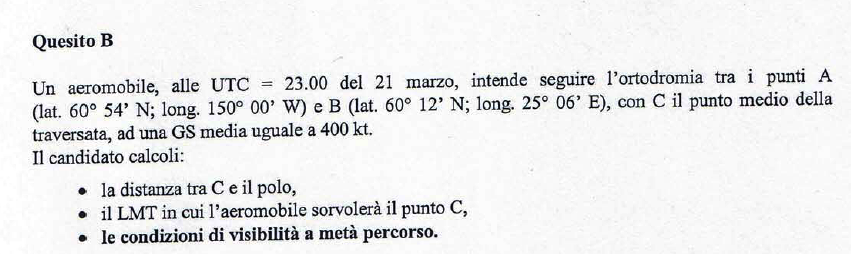 Quesito B
Un aeromobile, alle UTC = 23.00 del 21 marzo, intende seguire l'ortodromia tra i punti A
(lat. 60° 54' N; long. 150° 00' W) e B (lat. 60° 12' N; long. 25° 06' E), con C il punto medio della
traversata, ad una GS media uguale a 400 kt.
Il candidato calcoli:
• la distanza tra C e il polo,
• il LMT in cui l'aeromobile sorvolerà il punto C,
• le condizioni di visibilità a metà percorso.